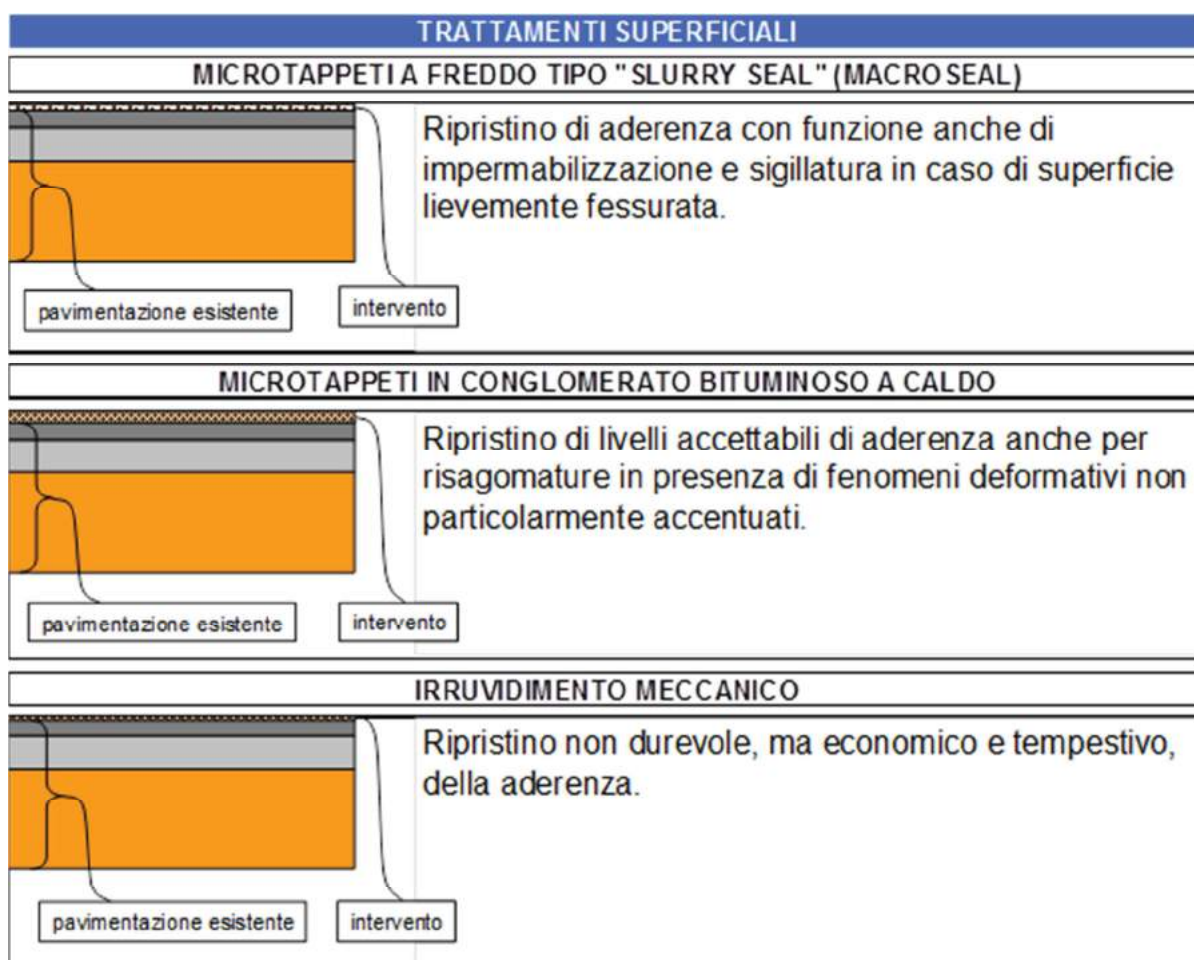 TRATTAMENTI SUPERFICIALI
MICROTAPPETI A FREDDO TIPO "SLURRY SEAL" (MACROSEAL)
Ripristino di aderenza con funzione anche di
impermabilizzazione e sigillatura in caso di superficie
lievemente fessurata.
pavimentazione esistente
intervento
MICROTAPPETI IN CONGLOMERATO BITUMINOSO A CALDO
Ripristino di livelli accettabili di aderenza anche per
risagomature in presenza di fenomeni deformativi non
particolarmente accentuati.
pavimentazione esistente
intervento
IRRUVIDIMENTO MECCANICO
Ripristino non durevole, ma economico e tempestivo,
della aderenza.
pavimentazione esistente
intervento